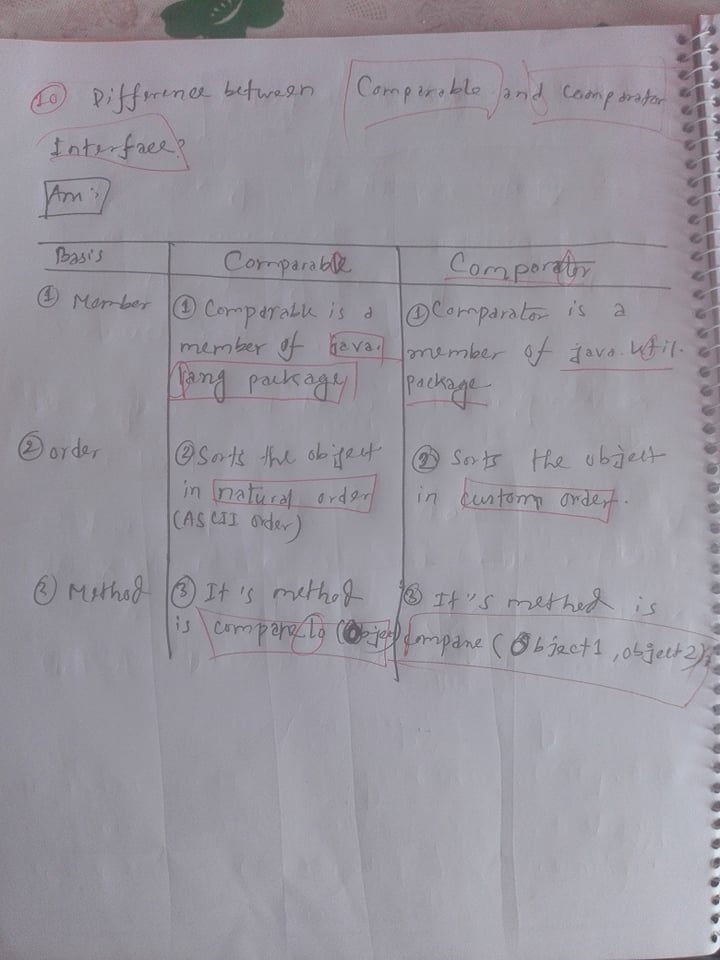 10 Difference between Comparable and Comparator
Interface?
Ans:
Basis Comparable Comparator
① Member ① Comparable is a ① Comparator is a
member of java. member of java.util.
lang package package
② order ② Sorts the object ② Sorts the object
in natural order in custom order.
(ASCII order)
③ Method ③ It's method ③ It's method is
is compare to (Object) compare (Object1, object2);